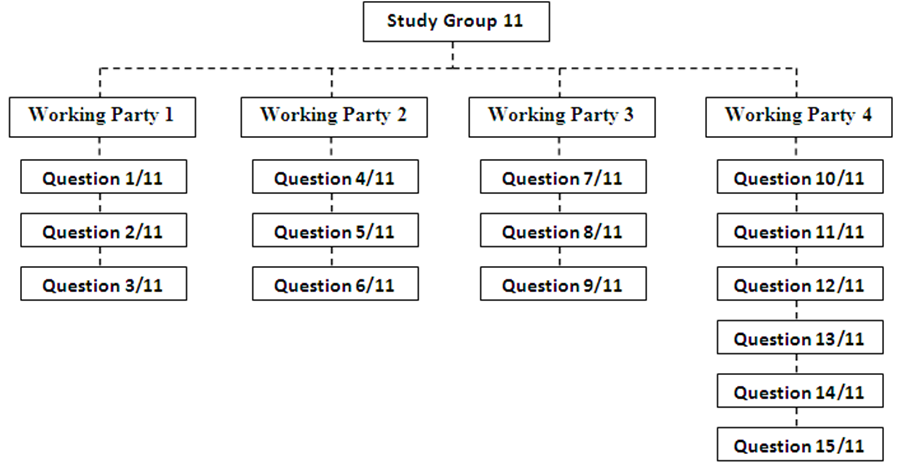 Study Group 11
Working Party 1
Question 1/11
Question 2/11
Question 3/11
Working Party 2
Question 4/11
Question 5/11
Question 6/11
Working Party 3
Question 7/11
Question 8/11
Question 9/11
Working Party 4
Question 10/11
Question 11/11
Question 12/11
Question 13/11
Question 14/11
Question 15/11